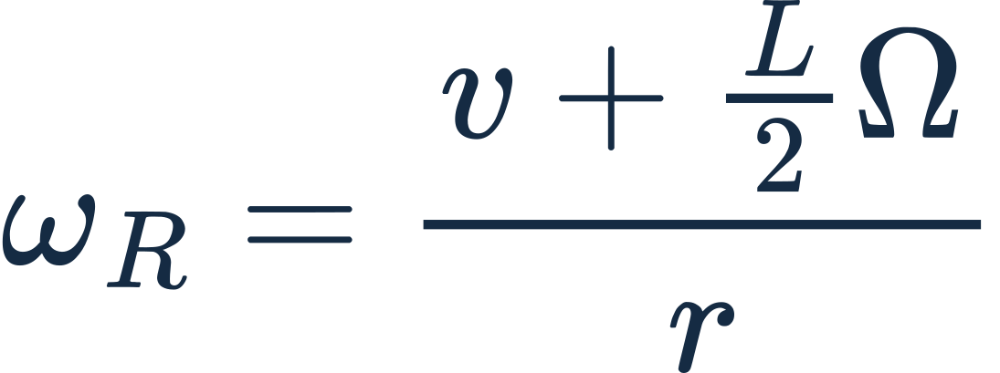 ω_R = (v + (L/2)Ω) / r